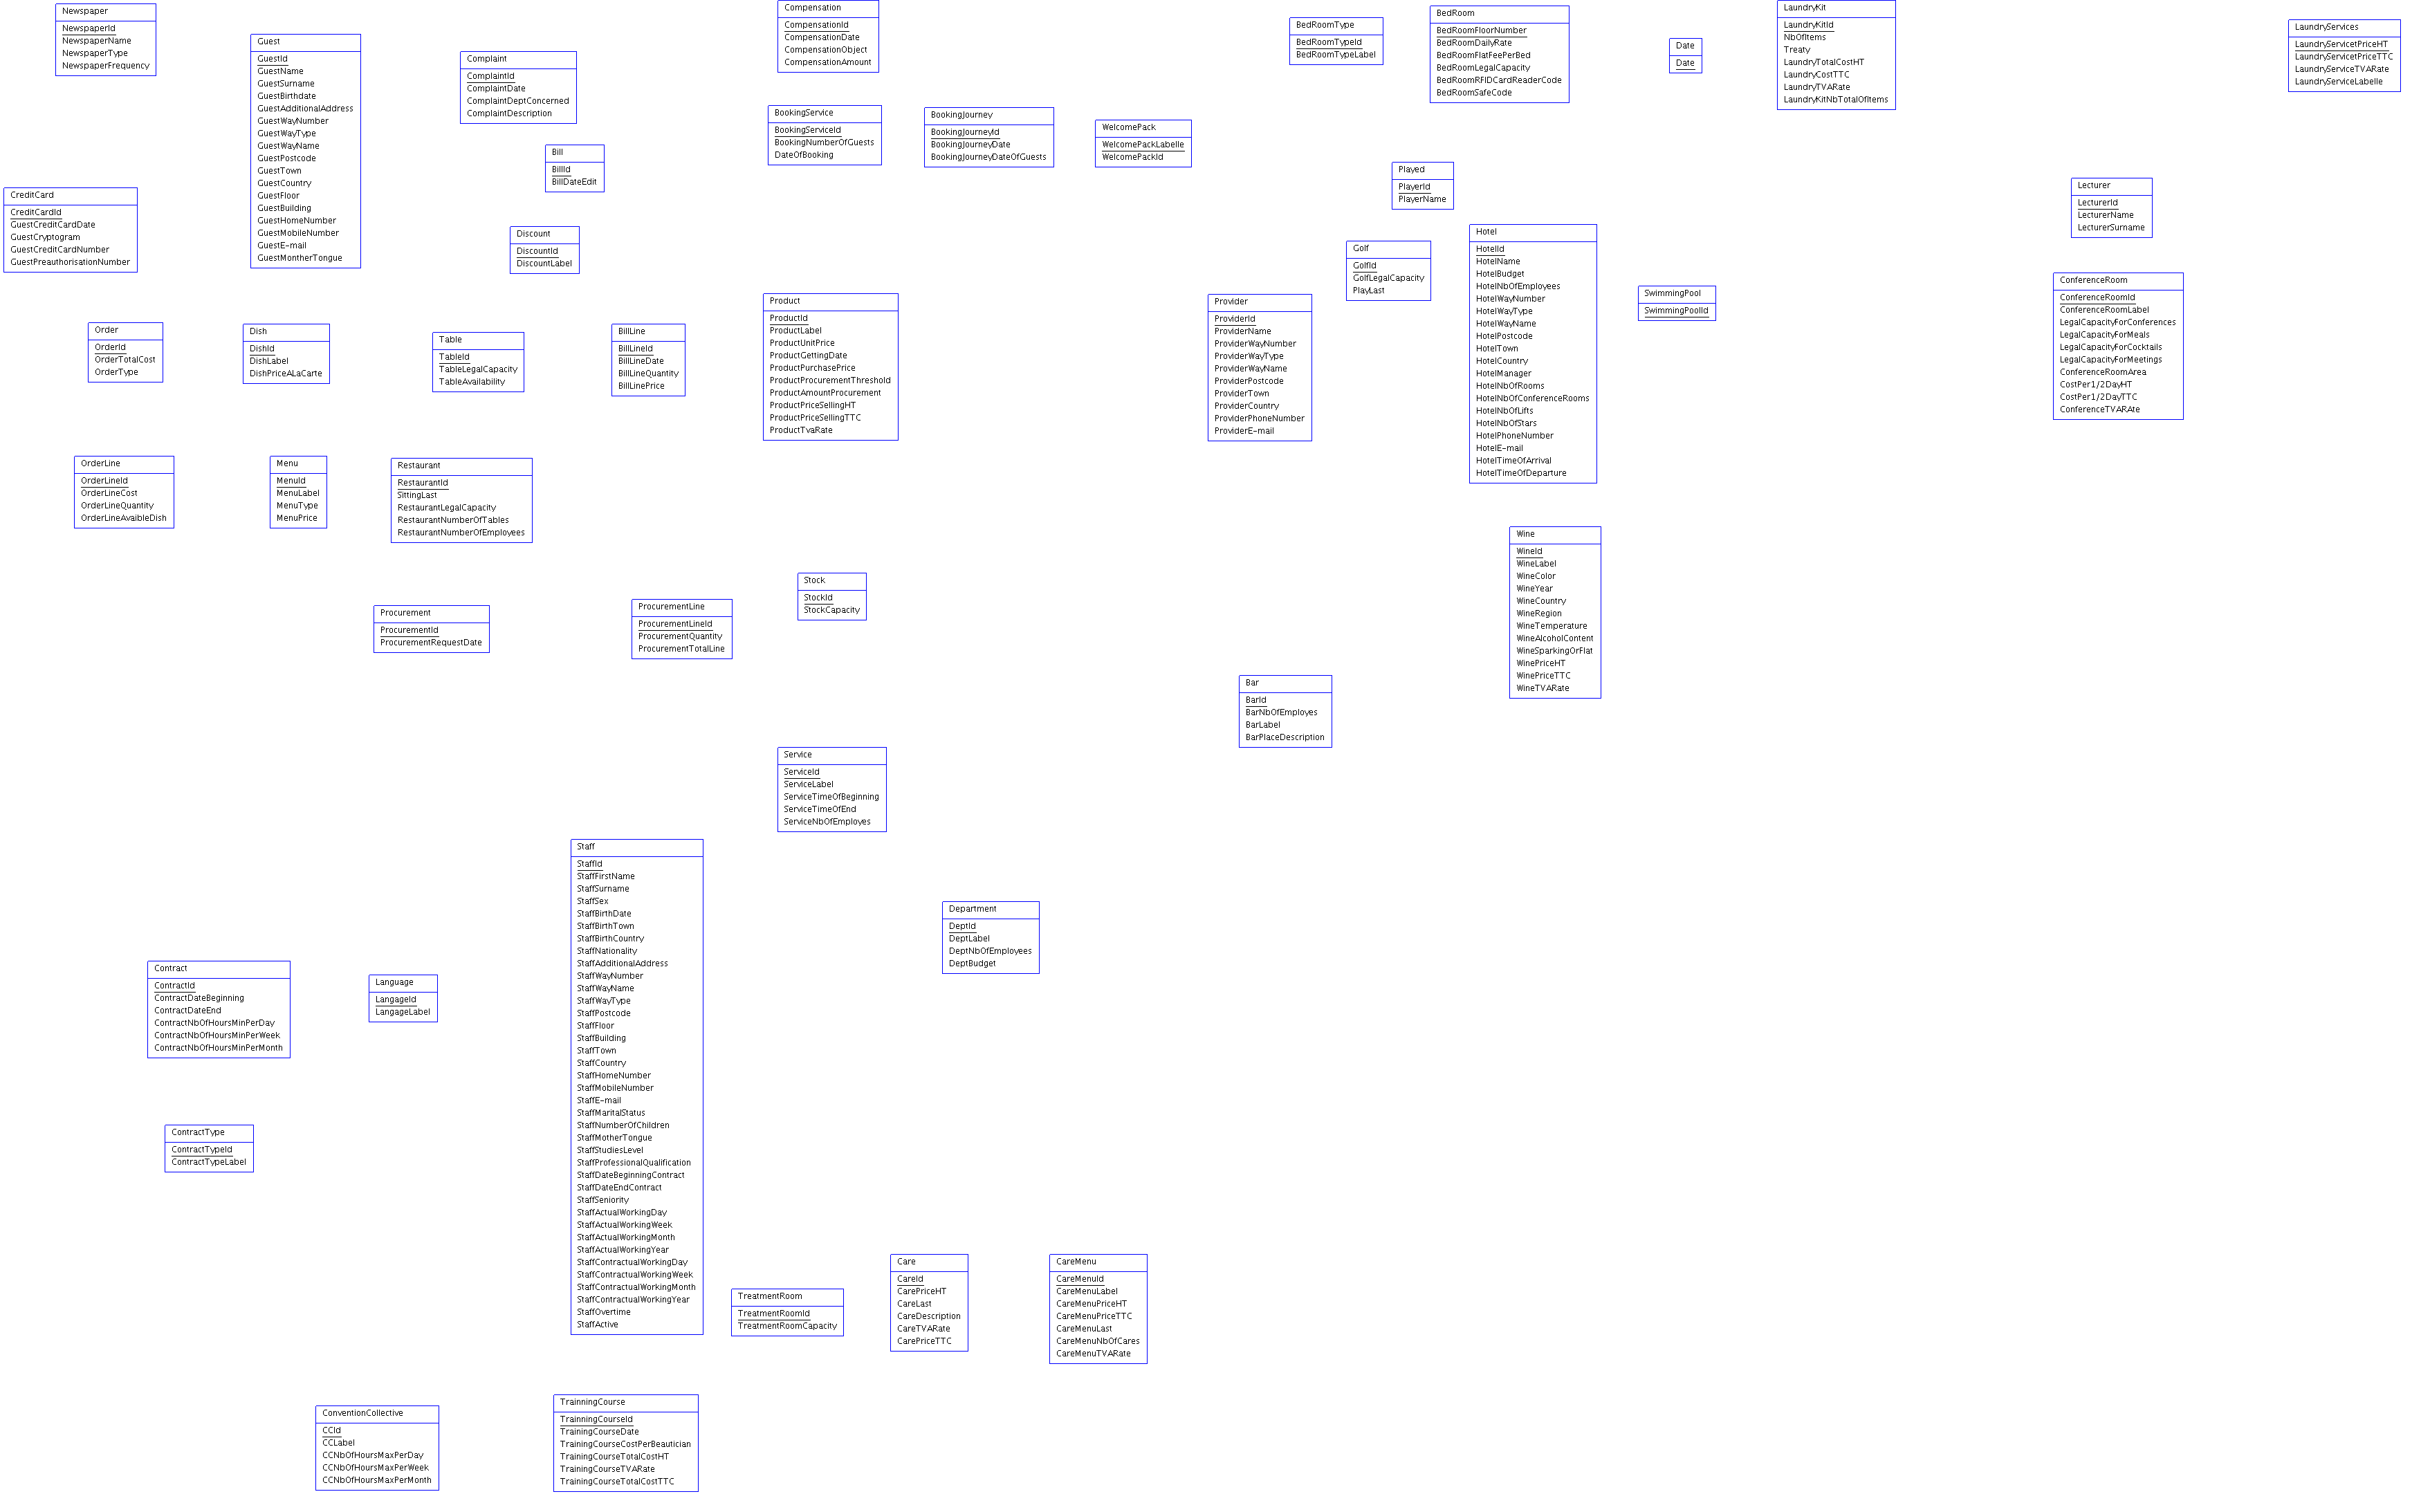 Newspaper
NewspaperId
NewspaperName
NewspaperType
NewspaperFrequency
Guest
GuestId
GuestName
GuestSurname
GuestBirthdate
GuestAdditionalAddress
GuestWayNumber
GuestWayType
GuestWayName
GuestPostcode
GuestTown
GuestCountry
GuestFloor
GuestBuilding
GuestHomeNumber
GuestMobileNumber
GuestE-mail
GuestMontherTongue
Complaint
ComplaintId
ComplaintDate
ComplaintDeptConcerned
ComplaintDescription
Compensation
CompensationId
CompensationDate
CompensationObject
CompensationAmount
BedRoomType
BedRoomTypeId
BedRoomTypeLabel
BedRoom
BedRoomFloorNumber
BedRoomDailyRate
BedRoomFlatFeePerBed
BedRoomLegalCapacity
BedRoomRFIDCardReaderCode
BedRoomSafeCode
Date
Date
LaundryKit
LaundryKitId
NbOfItems
Treaty
LaundryTotalCostHT
LaundryCostTTC
LaundryTVARate
LaundryKitNbTotalOfItems
LaundryServices
LaundryServicetPriceHT
LaundryServicetPriceTTC
LaundryServiceTVARate
LaundryServiceLabelle
Bill
BillId
BillDateEdit
BookingService
BookingServiceId
BookingNumberOfGuests
DateOfBooking
BookingJourney
BookingJourneyId
BookingJourneyDate
BookingJourneyDateOfGuests
WelcomePack
WelcomePackLabelle
WelcomePackId
Played
PlayerId
PlayerName
Lecturer
LecturerId
LecturerName
LecturerSurname
CreditCard
CreditCardId
GuestCreditCardDate
GuestCryptogram
GuestCreditCardNumber
GuestPreauthorisationNumber
Discount
DiscountId
DiscountLabel
Golf
GolfId
GolfLegalCapacity
PlayLast
Hotel
HotelId
HotelName
HotelBudget
HotelNbOfEmployees
HotelWayNumber
HotelWayType
HotelWayName
HotelPostcode
HotelTown
HotelCountry
HotelManager
HotelNbOfRooms
HotelNbOfConferenceRooms
HotelNbOfLifts
HotelNbOfStars
HotelPhoneNumber
HotelE-mail
HotelTimeOfArrival
HotelTimeOfDeparture
SwimmingPool
SwimmingPoolId
ConferenceRoom
ConferenceRoomId
ConferenceRoomLabel
LegalCapacityForConferences
LegalCapacityForMeals
LegalCapacityForCocktails
LegalCapacityForMeetings
ConferenceRoomArea
CostPer1/2DayHT
CostPer1/2DayTTC
ConferenceTVARAte
Order
OrderId
OrderTotalCost
OrderType
Dish
DishId
DishLabel
DishPriceALaCarte
Table
TableId
TableLegalCapacity
TableAvailability
BillLine
BillLineId
BillLineDate
BillLineQuantity
BillLinePrice
Product
ProductId
ProductLabel
ProductUnitPrice
ProductGettingDate
ProductPurchasePrice
ProductProcurementThreshold
ProductAmountProcurement
ProductPriceSellingHT
ProductPriceSellingTTC
ProductTvaRate
Provider
ProviderId
ProviderName
ProviderWayNumber
ProviderWayType
ProviderWayName
ProviderPostcode
ProviderTown
ProviderCountry
ProviderPhoneNumber
ProviderE-mail
OrderLine
OrderLineId
OrderLineCost
OrderLineQuantity
OrderLineAvaibleDish
Menu
MenuId
MenuLabel
MenuType
MenuPrice
Restaurant
RestaurantId
SittingLast
RestaurantLegalCapacity
RestaurantNumberOfTables
RestaurantNumberOfEmployees
Wine
WineId
WineLabel
WineColor
WineYear
WineCountry
WineRegion
WineTemperature
WineAlcoholContent
WineSparkingOrFlat
WinePriceHT
WinePriceTTC
WineTVARate
Procurement
ProcurementId
ProcurementRequestDate
ProcurementLine
ProcurementLineId
ProcurementQuantity
ProcurementTotalLine
Stock
StockId
StockCapacity
Bar
BarId
BarNbOfEmployes
BarLabel
BarPlaceDescription
Service
ServiceId
ServiceLabel
ServiceTimeOfBeginning
ServiceTimeOfEnd
ServiceNbOfEmployes
Staff
StaffId
StaffFirstName
StaffSurname
StaffSex
StaffBirthDate
StaffBirthTown
StaffBirthCountry
StaffNationality
StaffAdditionalAddress
StaffWayNumber
StaffWayName
StaffWayType
StaffPostcode
StaffFloor
StaffBuilding
StaffTown
StaffCountry
StaffHomeNumber
StaffMobileNumber
StaffE-mail
StaffMaritalStatus
StaffNumberOfChildren
StaffMotherTongue
StaffStudiesLevel
StaffProfessionalQualification
StaffDateBeginningContract
StaffDateEndContract
StaffSeniority
StaffActualWorkingDay
StaffActualWorkingWeek
StaffActualWorkingMonth
StaffActualWorkingYear
StaffContractualWorkingDay
StaffContractualWorkingWeek
StaffContractualWorkingMonth
StaffContractualWorkingYear
StaffOvertime
StaffActive
Department
DeptId
DeptLabel
DeptNbOfEmployees
DeptBudget
Contract
ContractId
ContractDateBeginning
ContractDateEnd
ContractNbOfHoursMinPerDay
ContractNbOfHoursMinPerWeek
ContractNbOfHoursMinPerMonth
Language
LangageId
LangageLabel
ContractType
ContractTypeId
ContractTypeLabel
TreatmentRoom
TreatmentRoomId
TreatmentRoomCapacity
Care
CareId
CarePriceHT
CareLast
CareDescription
CareTVARate
CarePriceTTC
CareMenu
CareMenuId
CareMenuLabel
CareMenuPriceHT
CareMenuPriceTTC
CareMenuLast
CareMenuNbOfCares
CareMenuTVARate
ConventionCollective
CCId
CCLabel
CCNbOfHoursMaxPerDay
CCNbOfHoursMaxPerWeek
CCNbOfHoursMaxPerMonth
TrainningCourse
TrainningCourseId
TrainingCourseDate
TrainingCourseCostPerBeautician
TrainingCourseTotalCostHT
TrainingCourseTVARate
TrainingCourseTotalCostTTC